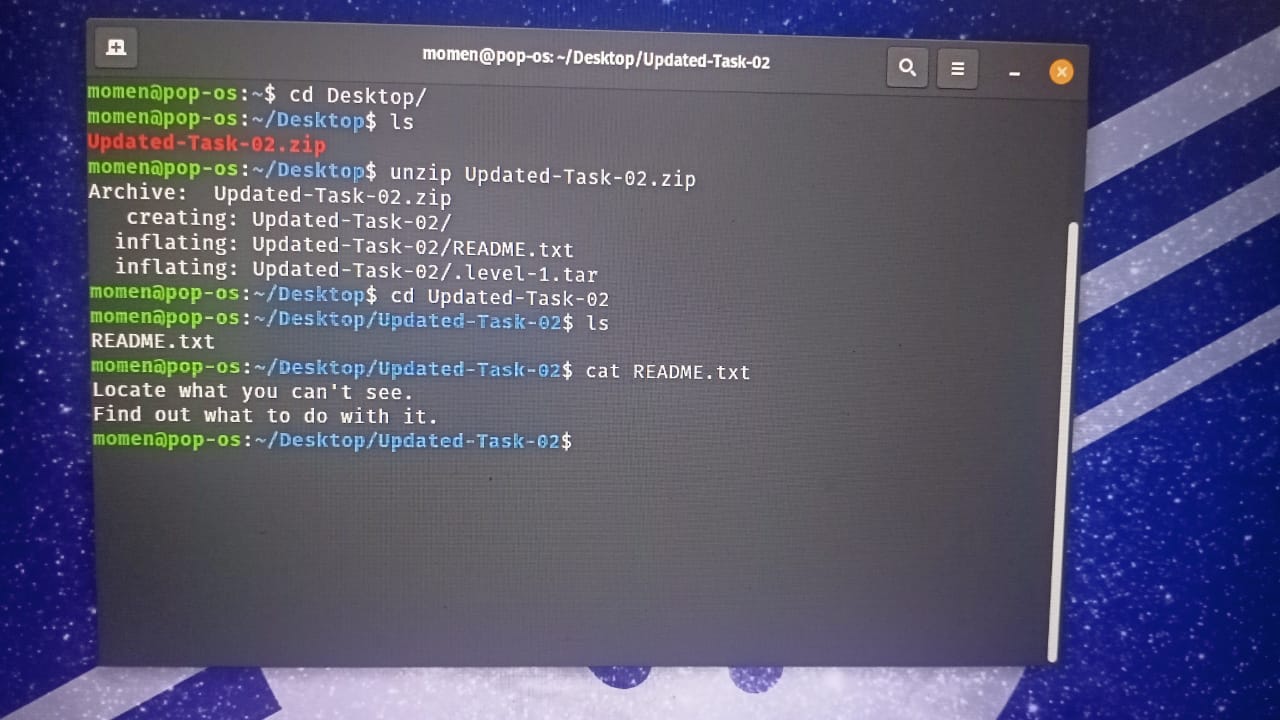 momen@pop-os: ~/Desktop/Updated-Task-02
momen@pop-os:~$ cd Desktop/
momen@pop-os:~/Desktop$ ls
Updated-Task-02.zip
momen@pop-os:~/Desktop$ unzip Updated-Task-02.zip
Archive:  Updated-Task-02.zip
   creating: Updated-Task-02/
  inflating: Updated-Task-02/README.txt
  inflating: Updated-Task-02/.level-1.tar
momen@pop-os:~/Desktop$ cd Updated-Task-02
momen@pop-os:~/Desktop/Updated-Task-02$ ls
README.txt
momen@pop-os:~/Desktop/Updated-Task-02$ cat README.txt
Locate what you can't see.
Find out what to do with it.
momen@pop-os:~/Desktop/Updated-Task-02$